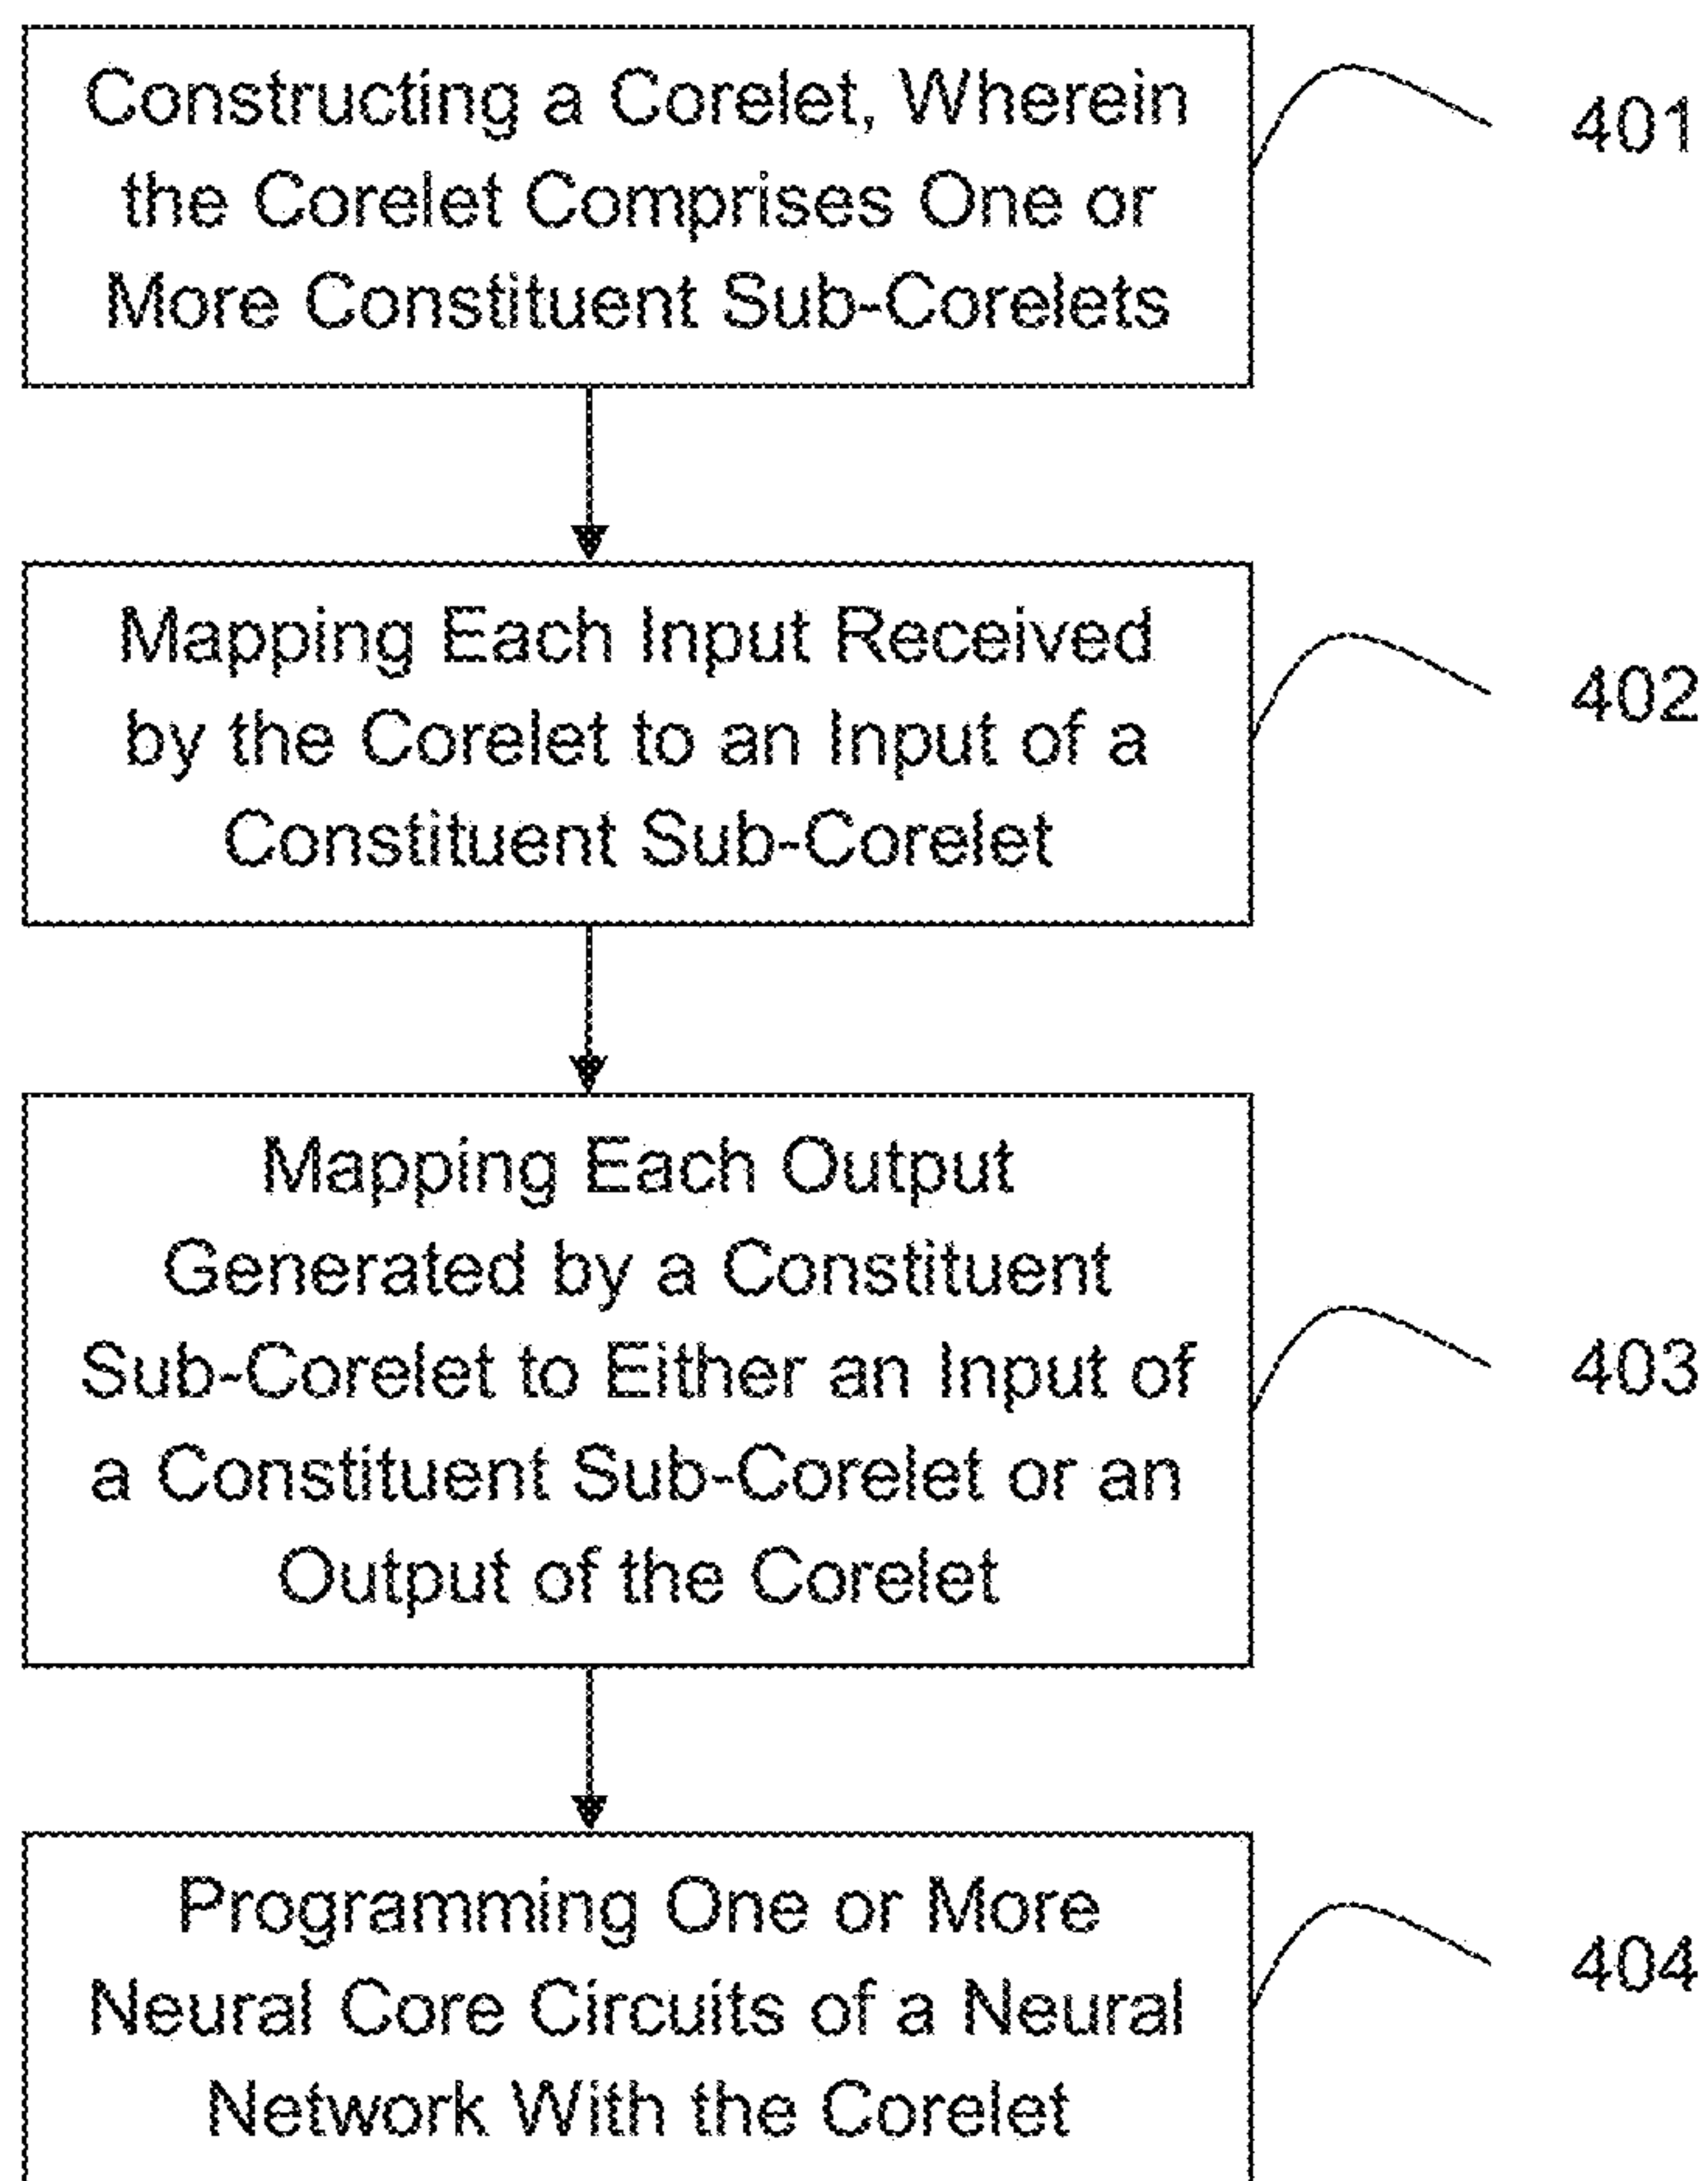 Constructing a Corelet, Wherein
the Corelet Comprises One or
More Constituent Sub-Corelets
401
Mapping Each Input Received
by the Corelet to an Input of a
Constituent Sub-Corelet
402
Mapping Each Output
Generated by a Constituent
Sub-Corelet to Either an Input of
a Constituent Sub-Corelet or an
Output of the Corelet
403
Programming One or More
Neural Core Circuits of a Neural
Network With the Corelet
404